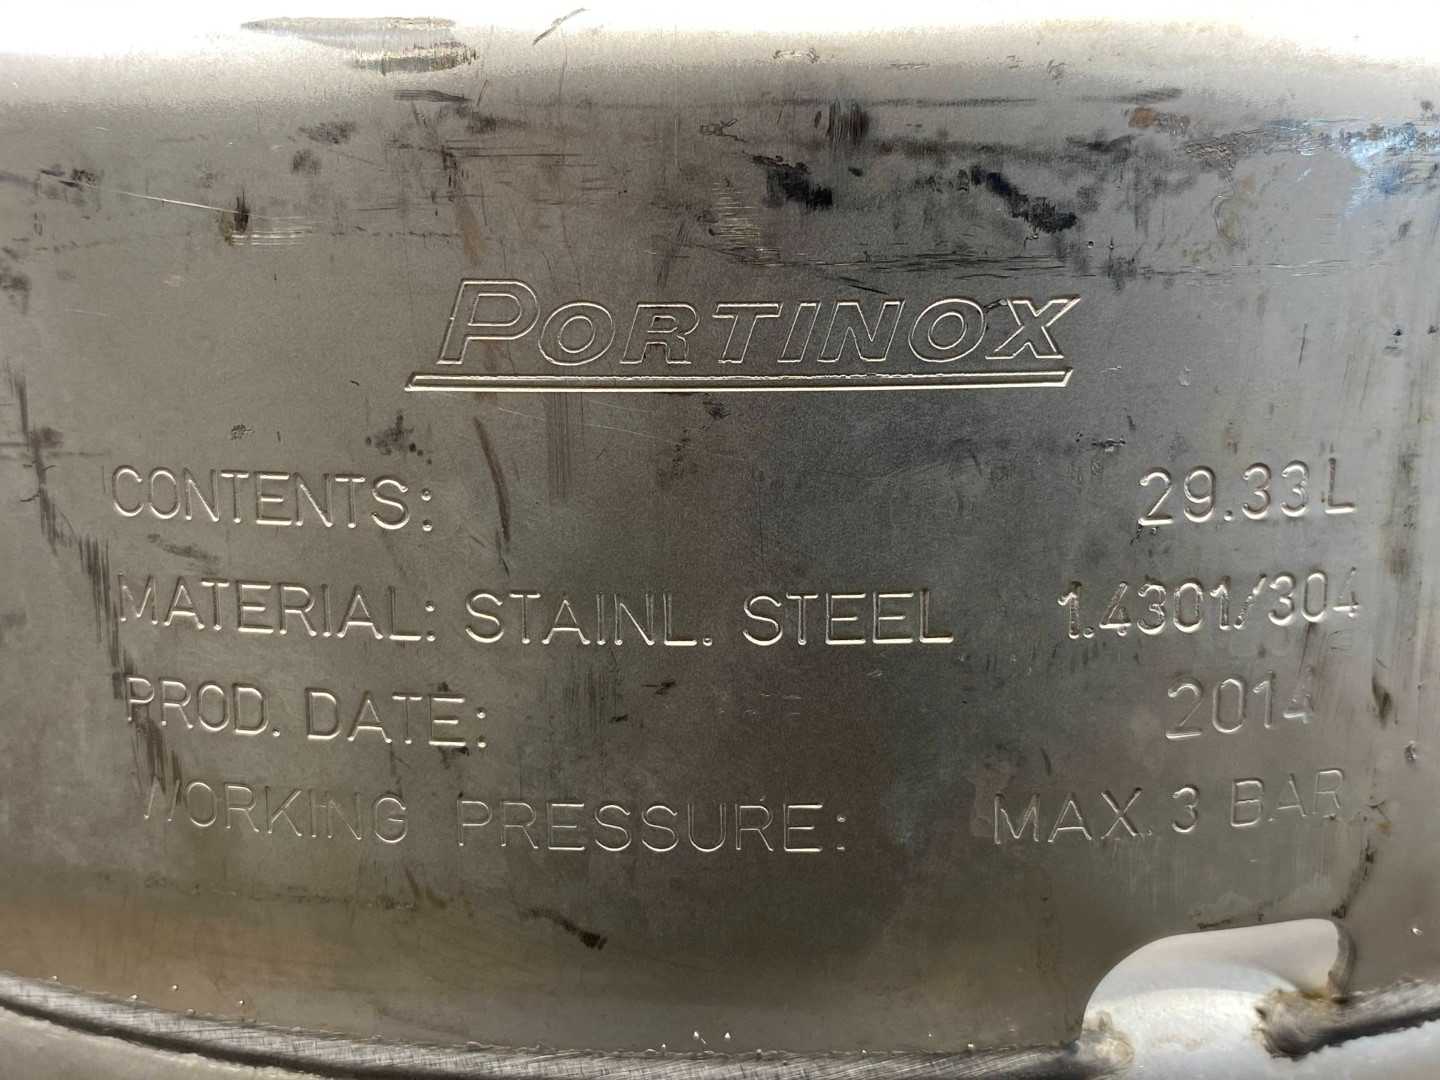 PORTINOX
CONTENTS: 29.33L
MATERIAL: STAINL. STEEL 1.4301/304
PROD. DATE: 2014
WORKING PRESSURE: MAX. 3 BAR